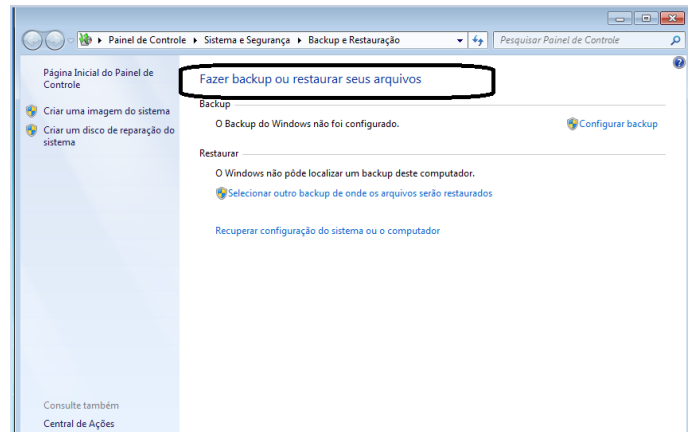 Painel de Controle Sistema e Segurança Backup e Restauração Pesquisar Painel de Controle
Página Inicial do Painel de
Controle
Criar uma imagem do sistema
Criar um disco de reparação do
sistema
Fazer backup ou restaurar seus arquivos
Backup
O Backup do Windows não foi configurado. Configurar backup
Restaurar
O Windows não pôde localizar um backup deste computador.
Selecionar outro backup de onde os arquivos serão restaurados
Recuperar configuração do sistema ou o computador
Consulte também
Central de Ações